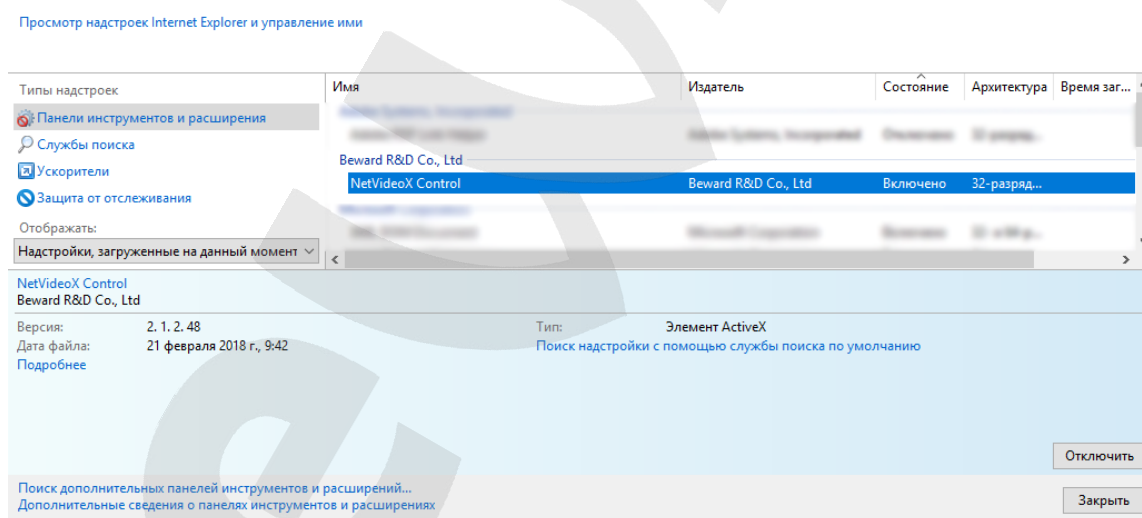 Просмотр надстроек Internet Explorer и управление ими
Типы надстроек
Панели инструментов и расширения
Службы поиска
Ускорители
Защита от отслеживания
Отображать:
Надстройки, загруженные на данный момент
Имя Издатель Состояние Архитектура Время заг...
Beward R&D Co., Ltd
NetVideoX Control Beward R&D Co., Ltd Включено 32-разряд...
NetVideoX Control
Beward R&D Co., Ltd
Версия: 2. 1. 2. 48
Дата файла: 21 февраля 2018 г., 9:42
Подробнее
Тип: Элемент ActiveX
Поиск надстройки с помощью службы поиска по умолчанию
Отключить
Поиск дополнительных панелей инструментов и расширений...
Дополнительные сведения о панелях инструментов и расширениях
Закрыть